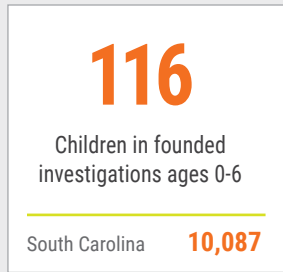 116
Children in founded
investigations ages 0-6
South Carolina 10,087